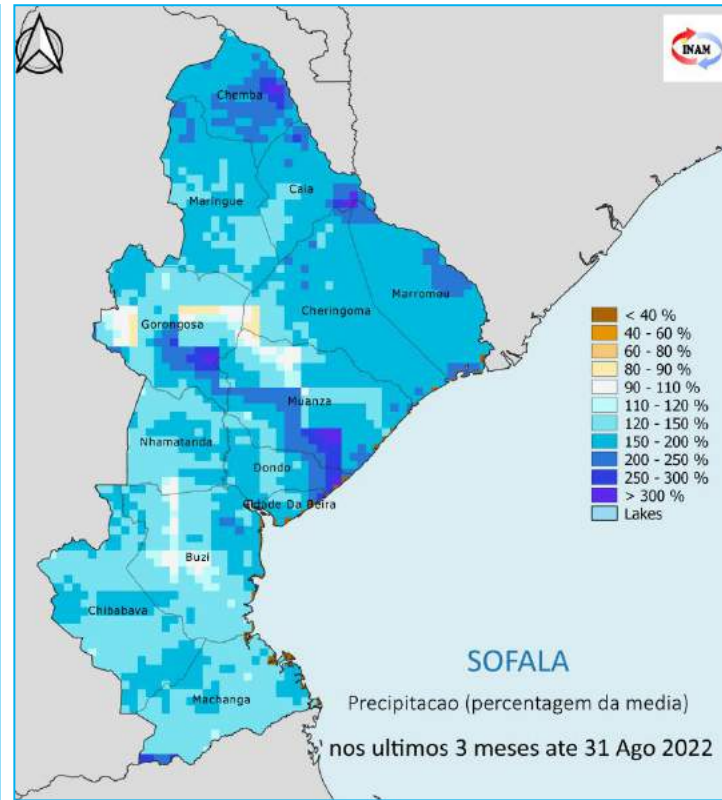 INAM
Chemba
Caia
Maringue
Marromeu
Cheringoma
Gorongosa
Muanza
Nhamatanda
Dondo
Cidade Da Beira
Buzi
Chibabava
Machanga
< 40 %
40 - 60 %
60 - 80 %
80 - 90 %
90 - 110 %
110 - 120 %
120 - 150 %
150 - 200 %
200 - 250 %
250 - 300 %
> 300 %
Lakes
SOFALA
Precipitacao (percentagem da media)
nos ultimos 3 meses ate 31 Ago 2022